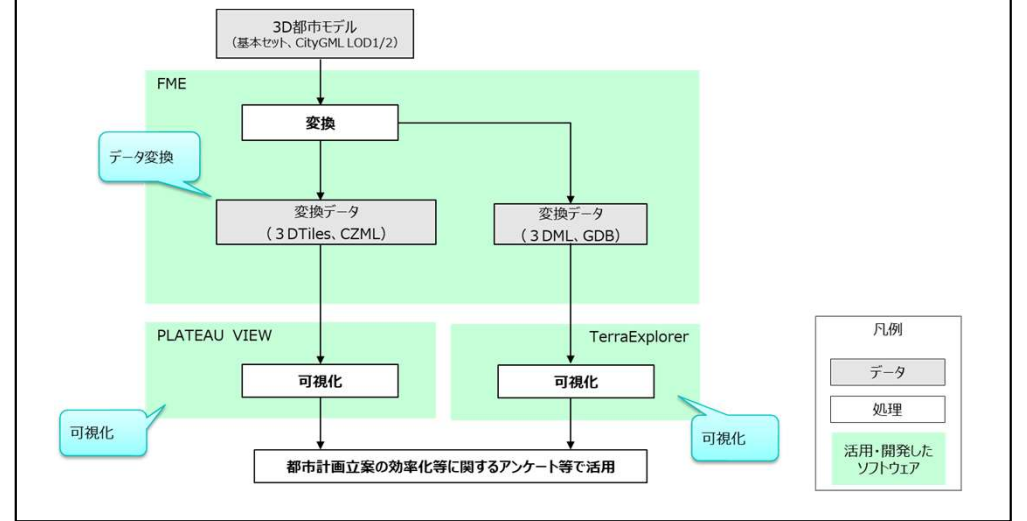 3D都市モデル
（基本セット、CityGML LOD1/2）
FME
変換
データ変換
変換データ
（３DTiles、CZML）
変換データ
（３DML、GDB）
PLATEAU VIEW
TerraExplorer
可視化
可視化
可視化
可視化
都市計画立案の効率化等に関するアンケート等で活用
凡例
データ
処理
活用・開発した
ソフトウェア